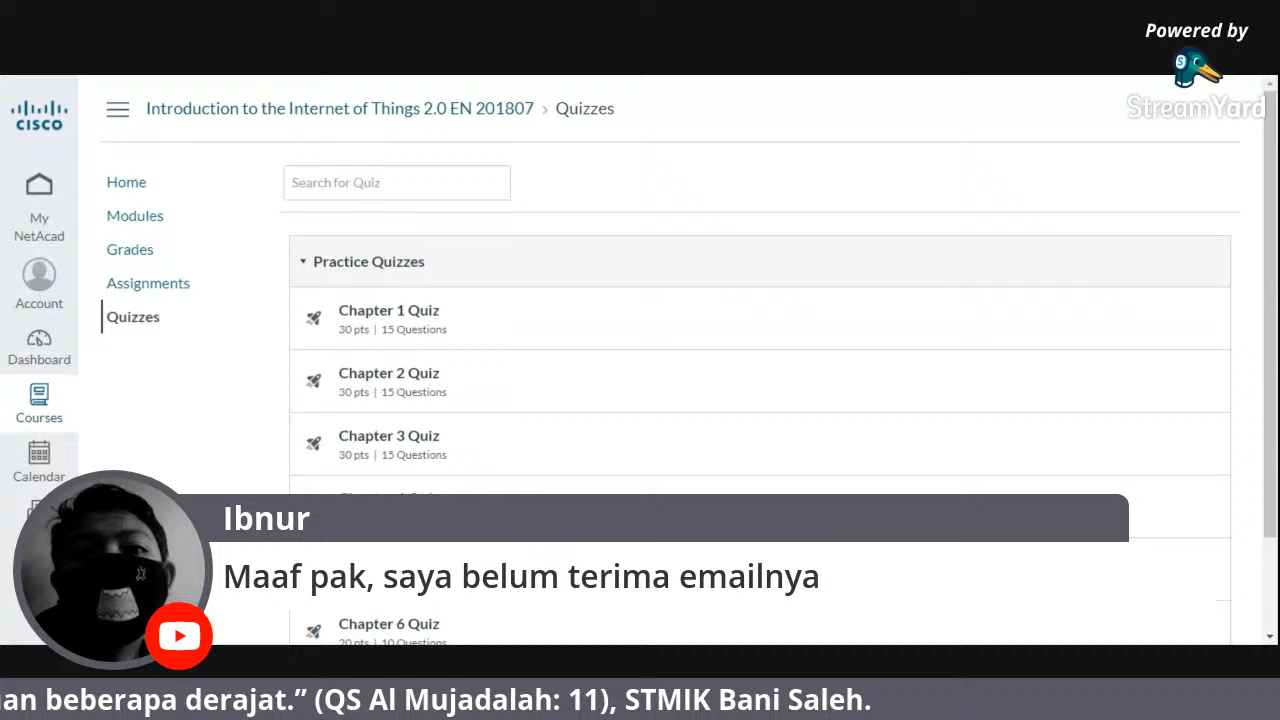 Powered by
StreamYard
CISCO
Introduction to the Internet of Things 2.0 EN 201807 › Quizzes
My
NetAcad
Account
Dashboard
Courses
Calendar
Home
Modules
Grades
Assignments
Quizzes
Search for Quiz
Practice Quizzes
Chapter 1 Quiz
30 pts | 15 Questions
Chapter 2 Quiz
30 pts | 15 Questions
Chapter 3 Quiz
30 pts | 15 Questions
Ibnur
Maaf pak, saya belum terima emailnya
Chapter 6 Quiz
20 pts | 10 Questions
an beberapa derajat.” (QS Al Mujadalah: 11), STMIK Bani Saleh.